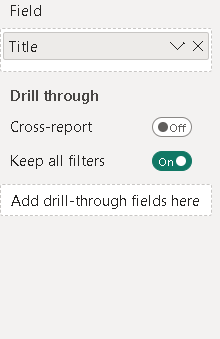 Field
Title
Drill through
Cross-report
Off
Keep all filters
On
Add drill-through fields here